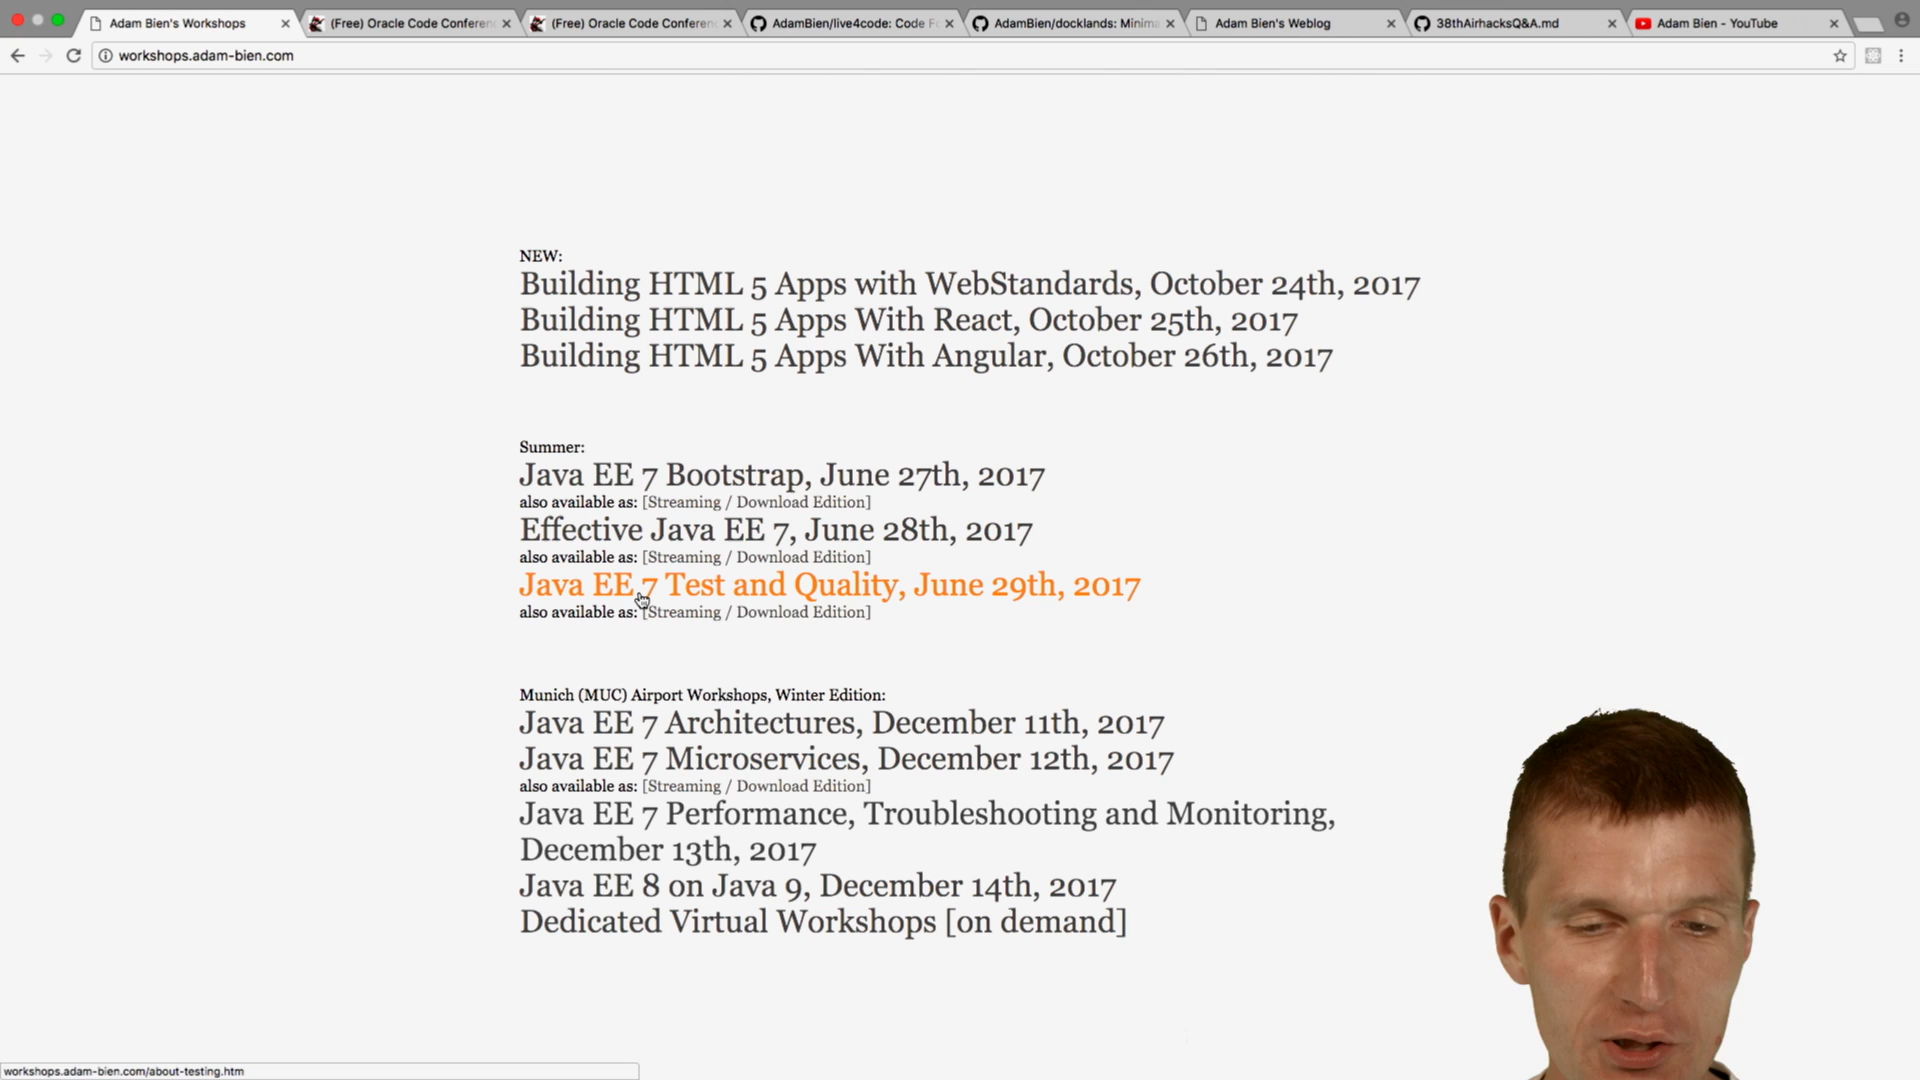 Adam Bien's Workshops
(Free) Oracle Code Conferen
(Free) Oracle Code Conferen
AdamBien/live4code: Code F
AdamBien/docklands: Minima
Adam Bien's Weblog
38thAirhacksQ&A.md
Adam Bien - YouTube
workshops.adam-bien.com
NEW:
Building HTML 5 Apps with WebStandards, October 24th, 2017
Building HTML 5 Apps With React, October 25th, 2017
Building HTML 5 Apps With Angular, October 26th, 2017
Summer:
Java EE 7 Bootstrap, June 27th, 2017
also available as: [Streaming / Download Edition]
Effective Java EE 7, June 28th, 2017
also available as: [Streaming / Download Edition]
Java EE 7 Test and Quality, June 29th, 2017
also available as: [Streaming / Download Edition]
Munich (MUC) Airport Workshops, Winter Edition:
Java EE 7 Architectures, December 11th, 2017
Java EE 7 Microservices, December 12th, 2017
also available as: [Streaming / Download Edition]
Java EE 7 Performance, Troubleshooting and Monitoring,
December 13th, 2017
Java EE 8 on Java 9, December 14th, 2017
Dedicated Virtual Workshops [on demand]
workshops.adam-bien.com/about-testing.htm